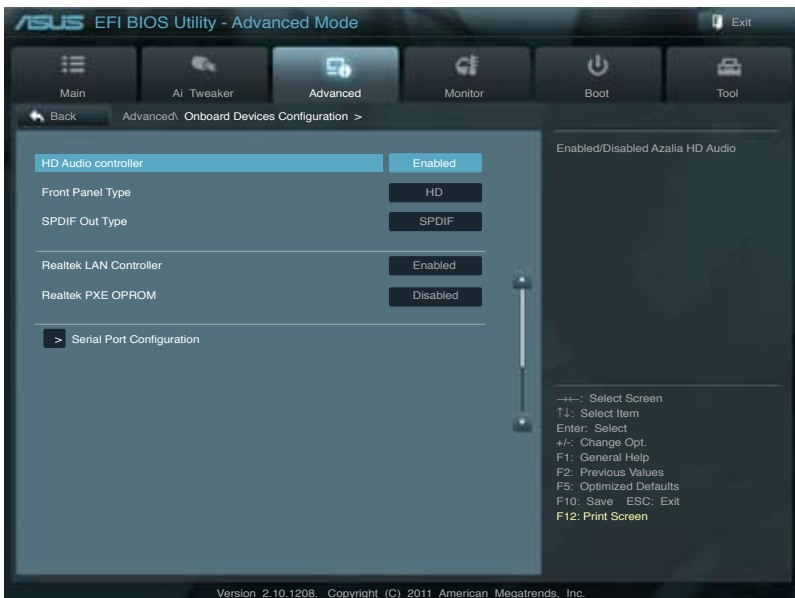 ASUS EFI BIOS Utility - Advanced Mode
Exit
Main Ai Tweaker Advanced Monitor Boot Tool
Back Advanced\ Onboard Devices Configuration >
HD Audio controller Enabled
Front Panel Type HD
SPDIF Out Type SPDIF
Realtek LAN Controller Enabled
Realtek PXE OPROM Disabled
> Serial Port Configuration
Enabled/Disabled Azalia HD Audio
→←: Select Screen
↑↓: Select Item
Enter: Select
+/-: Change Opt.
F1: General Help
F2: Previous Values
F5: Optimized Defaults
F10: Save ESC: Exit
F12: Print Screen
Version 2.10.1208. Copyright (C) 2011 American Megatrends, Inc.